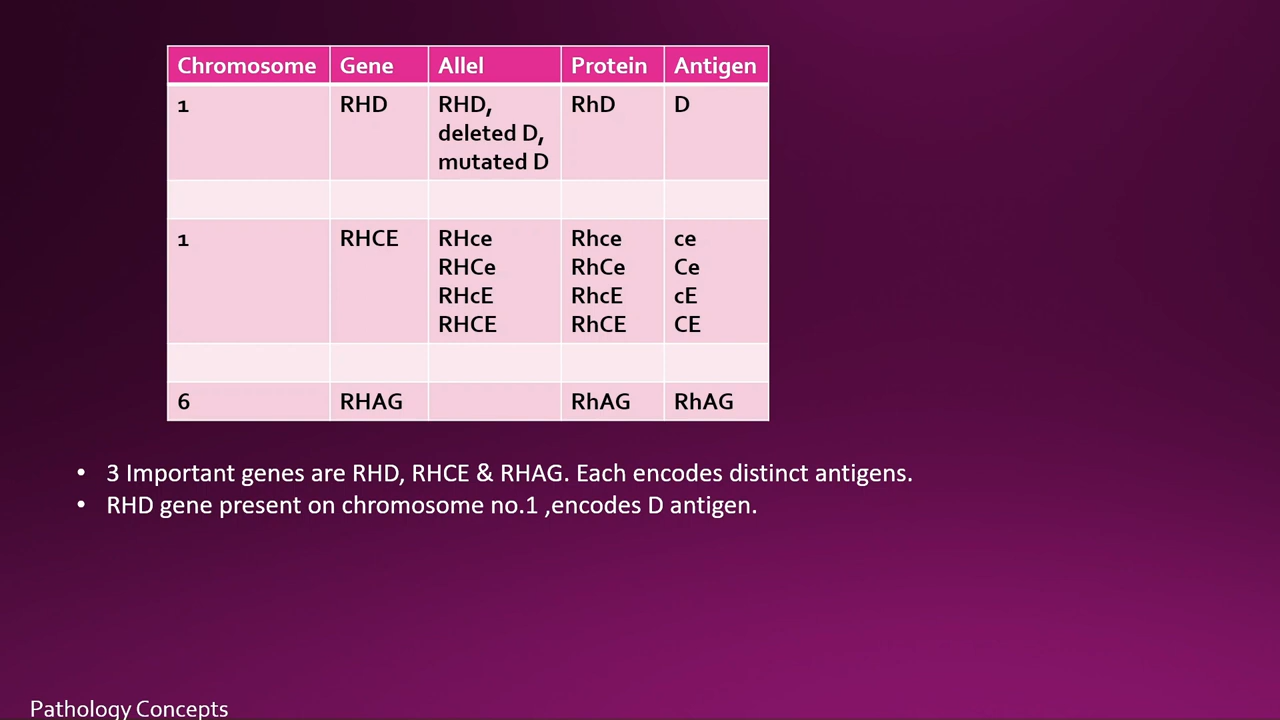 Chromosome Gene Allel Protein Antigen
1 RHD RHD, RhD D
deleted D,
mutated D
1 RHCE RHce Rhce ce
RHCe RhCe Ce
RHcE RhcE cE
RHCE RhCE CE
6 RHAG RhAG RhAG
• 3 Important genes are RHD, RHCE & RHAG. Each encodes distinct antigens.
• RHD gene present on chromosome no.1 ,encodes D antigen.
Pathology Concepts